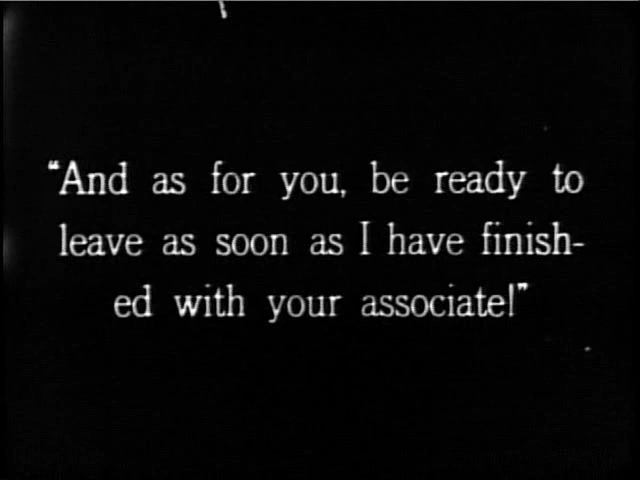 “And as for you, be ready to
leave as soon as I have finish-
ed with your associate!”